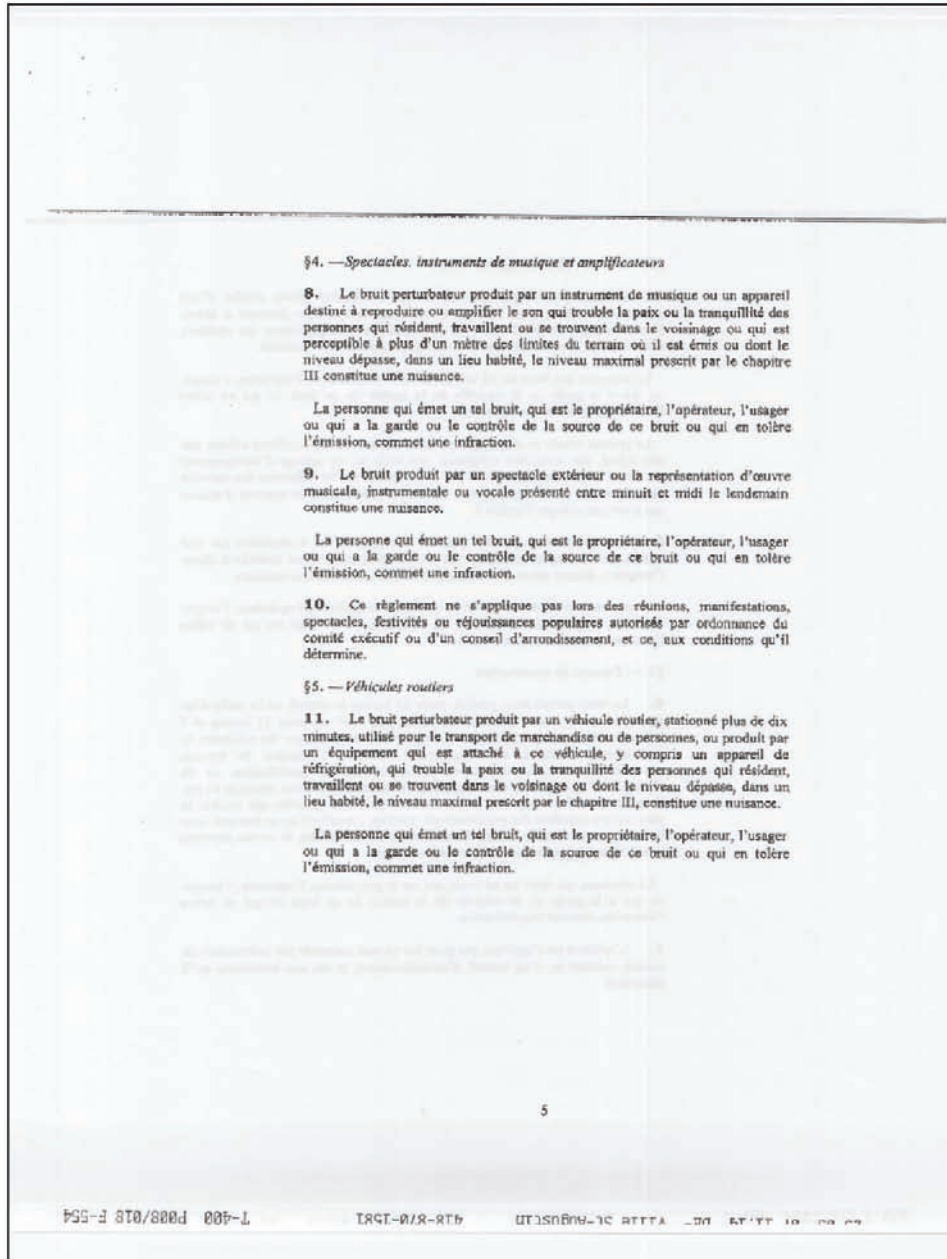 §4. —Spectacles, instruments de musique et amplificateurs
8. Le bruit perturbateur produit par un instrument de musique ou un appareil
destiné à reproduire ou amplifier le son qui trouble la paix ou la tranquillité des
personnes qui résident, travaillent ou se trouvent dans le voisinage ou qui est
perceptible à plus d'un mètre des limites du terrain où il est émis ou dont le
niveau dépasse, dans un lieu habité, le niveau maximal prescrit par le chapitre
III constitue une nuisance.
La personne qui émet un tel bruit, qui est le propriétaire, l'opérateur, l'usager
ou qui a la garde ou le contrôle de la source de ce bruit ou qui en tolère
l'émission, commet une infraction.
9. Le bruit produit par un spectacle extérieur ou la représentation d'œuvre
musicale, instrumentale ou vocale présenté entre minuit et midi le lendemain
constitue une nuisance.
La personne qui émet un tel bruit, qui est le propriétaire, l'opérateur, l'usager
ou qui a la garde ou le contrôle de la source de ce bruit ou qui en tolère
l'émission, commet une infraction.
10. Ce règlement ne s'applique pas lors des réunions, manifestations,
spectacles, festivités ou réjouissances populaires autorisés par ordonnance du
comité exécutif ou d'un conseil d'arrondissement, et ce, aux conditions qu'il
détermine.
§5. —Véhicules routiers
11. Le bruit perturbateur produit par un véhicule routier, stationné plus de dix
minutes, utilisé pour le transport de marchandise ou de personnes, ou produit par
un équipement qui est attaché à ce véhicule, y compris un appareil de
réfrigération, qui trouble la paix ou la tranquillité des personnes qui résident,
travaillent ou se trouvent dans le voisinage ou dont le niveau dépasse, dans un
lieu habité, le niveau maximal prescrit par le chapitre III, constitue une nuisance.
La personne qui émet un tel bruit, qui est le propriétaire, l'opérateur, l'usager
ou qui a la garde ou le contrôle de la source de ce bruit ou qui en tolère
l'émission, commet une infraction.
5
DE- VILLE ST-AUGUSTIN 418-878-1581 T-400 P008/018 F-554